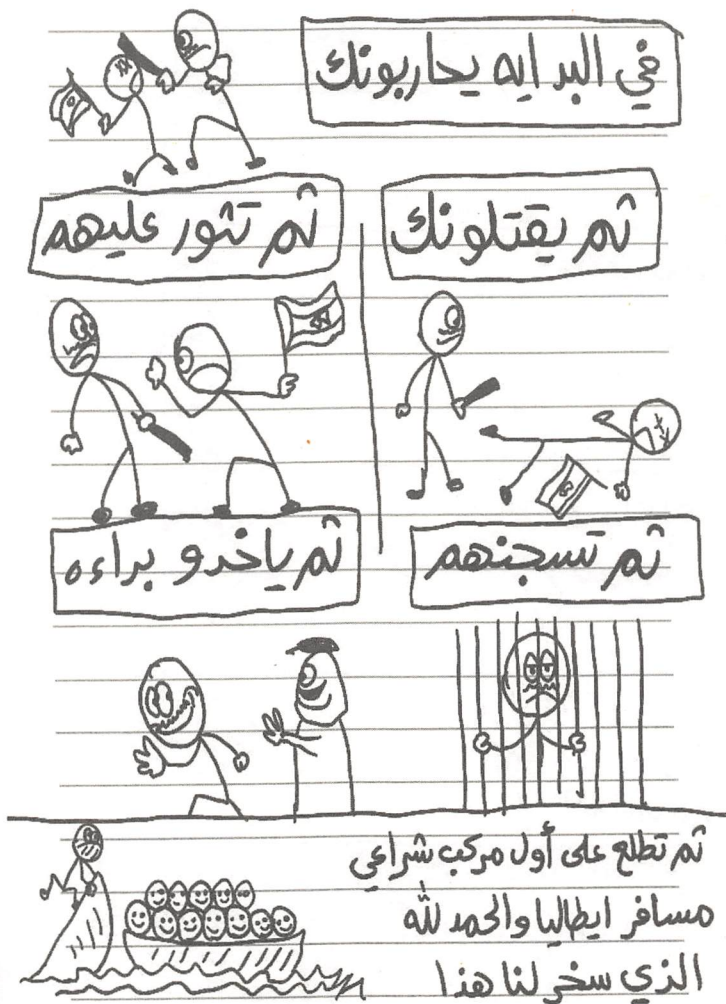 في البدايه يحاربونك
ثم يقتلونك
ثم تثور عليهم
ثم تسجنهم
ثم ياخدو براءه
ثم تطلع على أول مركب شراعي
مسافر ايطاليا والحمد لله
الذي سخر لنا هذا